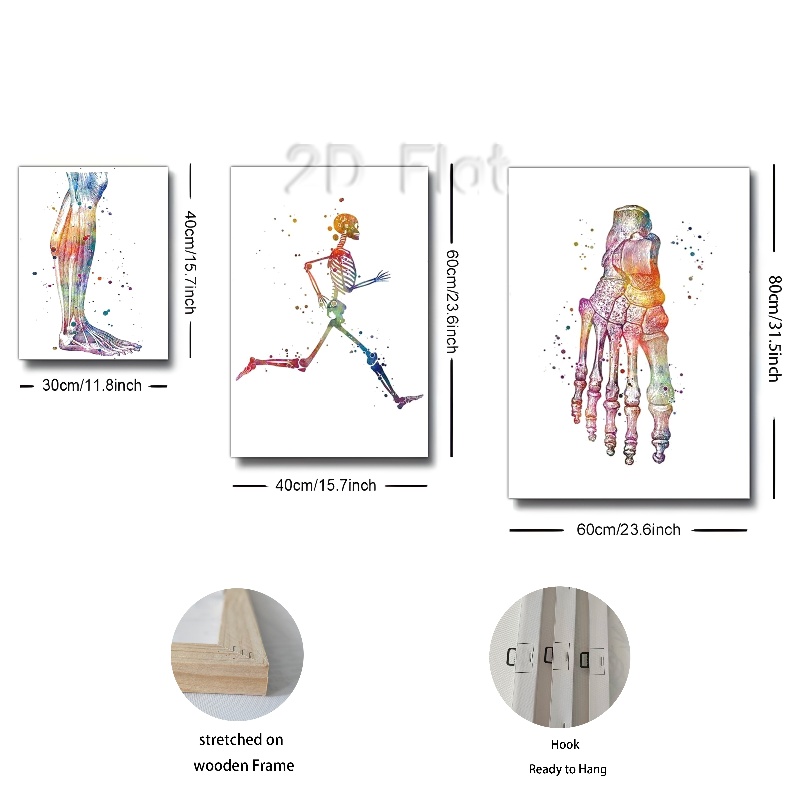 2D Flat
40cm/15.7inch
30cm/11.8inch
60cm/23.6inch
40cm/15.7inch
80cm/31.5inch
60cm/23.6inch
stretched on
wooden Frame
Hook
Ready to Hang